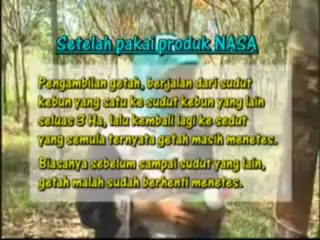 Setelah pakai produk NASA
Pengambilan getah, berjalan dari sudut
kebun yang satu ke sudut kebun yang lain
seluas 3 Ha, lalu kembali lagi ke sedut
yang semula ternyata getah masih menetes.
Biasanya sebelum sampai sudut yang lain,
getah malah sudah berhenti menetes.